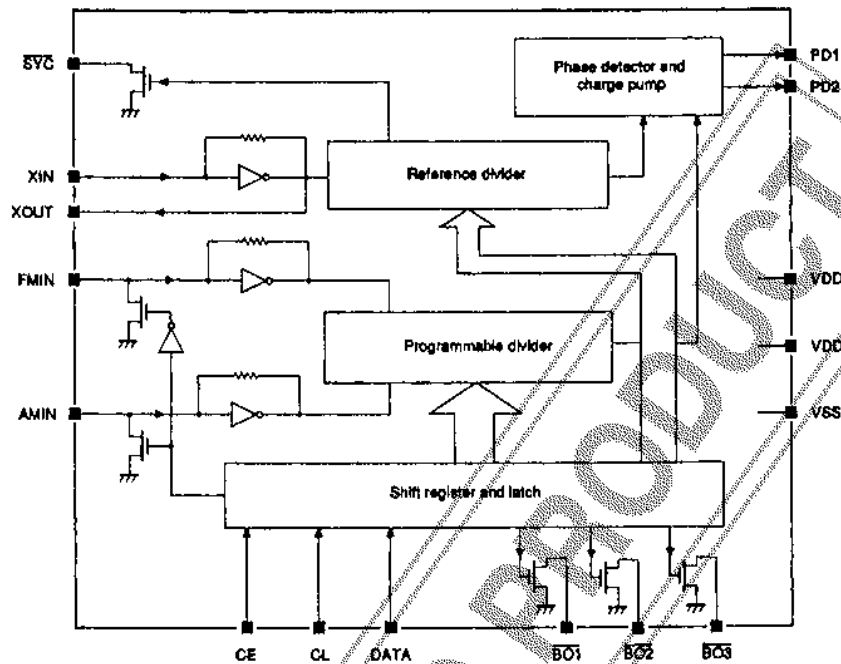 SYC
Phase detector and
charge pump
PD1
PD2
XIN
Reference divider
XOUT
FMIN
VDD
Programmable divider
VDD
AMIN
VSS
Shift register and latch
CE
CL
DATA
BO1
BO2
BO3
PRODUCT